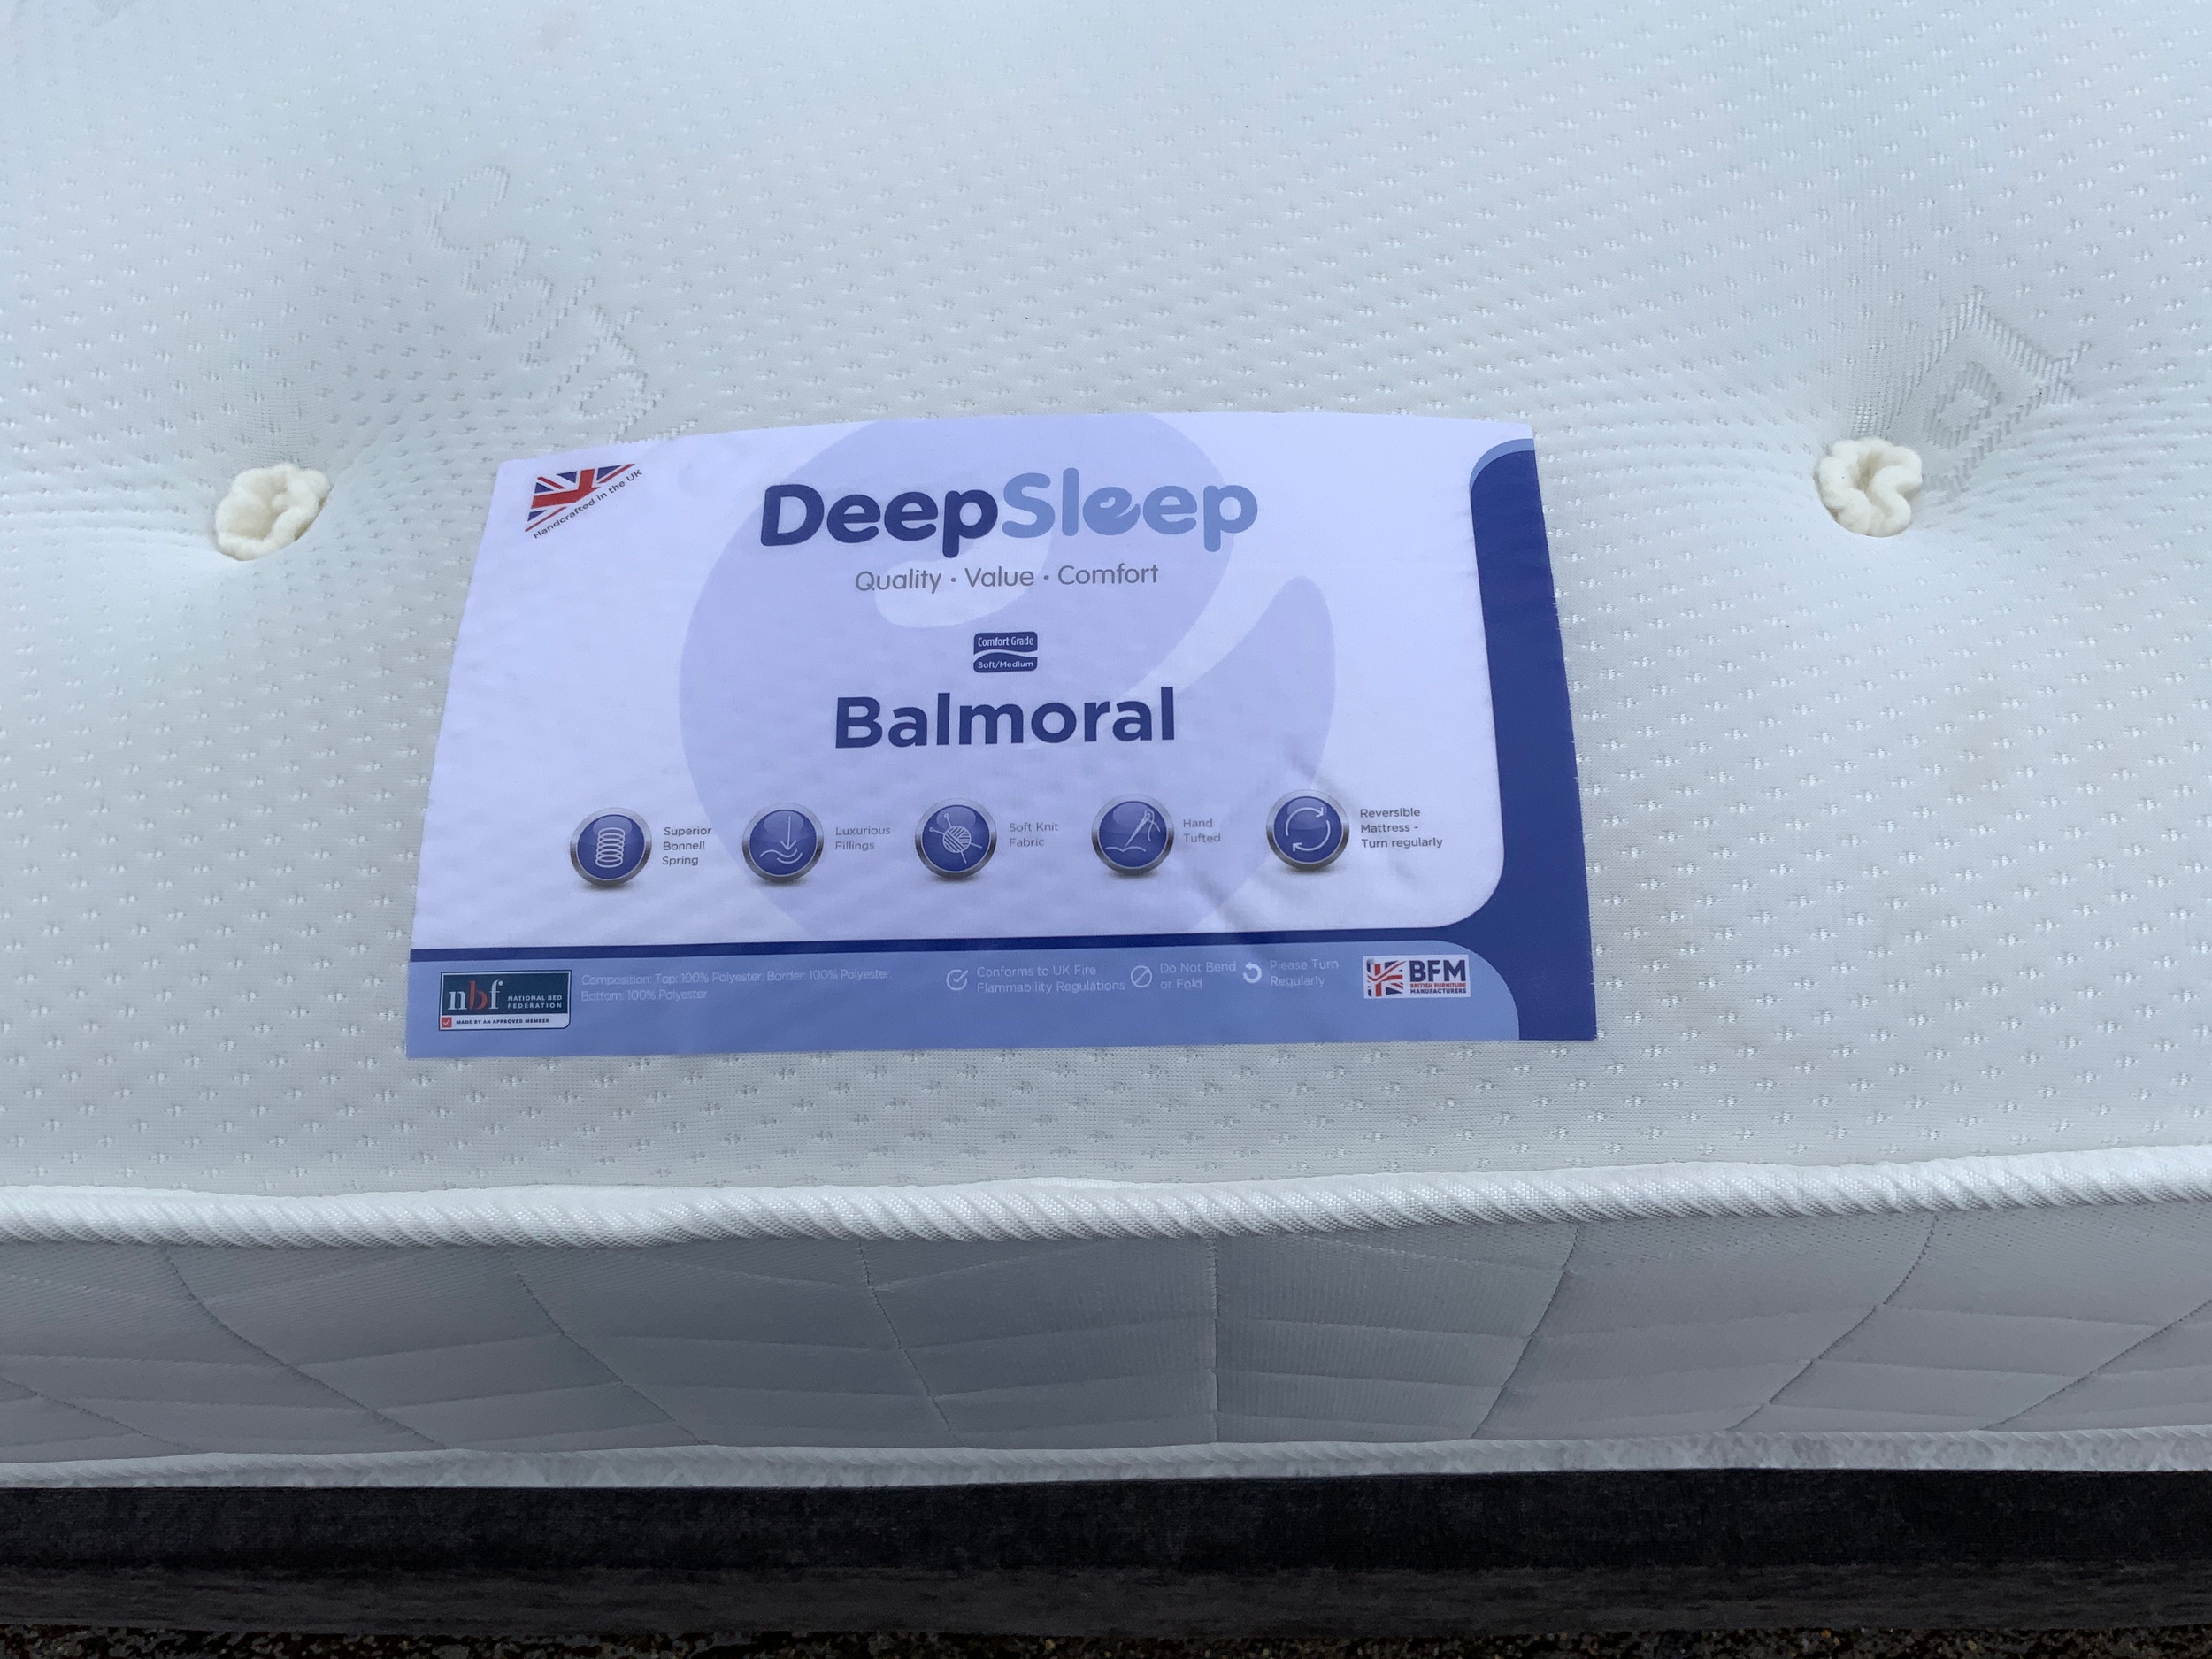 Handcrafted in the UK
DeepSleep
Quality · Value · Comfort
Comfort Grade
Soft/Medium
Balmoral
Superior
Bonnell
Spring
Luxurious
Fillings
Soft Knit
Fabric
Hand
Tufted
Reversible
Mattress -
Turn regularly
nbf
NATIONAL BED
FEDERATION
MADE BY AN APPROVED MEMBER
Composition: Top: 100% Polyester. Border: 100% Polyester.
Bottom: 100% Polyester
Conforms to UK Fire
Flammability Regulations
Do Not Bend
or Fold
Please Turn
Regularly
BFM
BRITISH FURNITURE
MANUFACTURERS